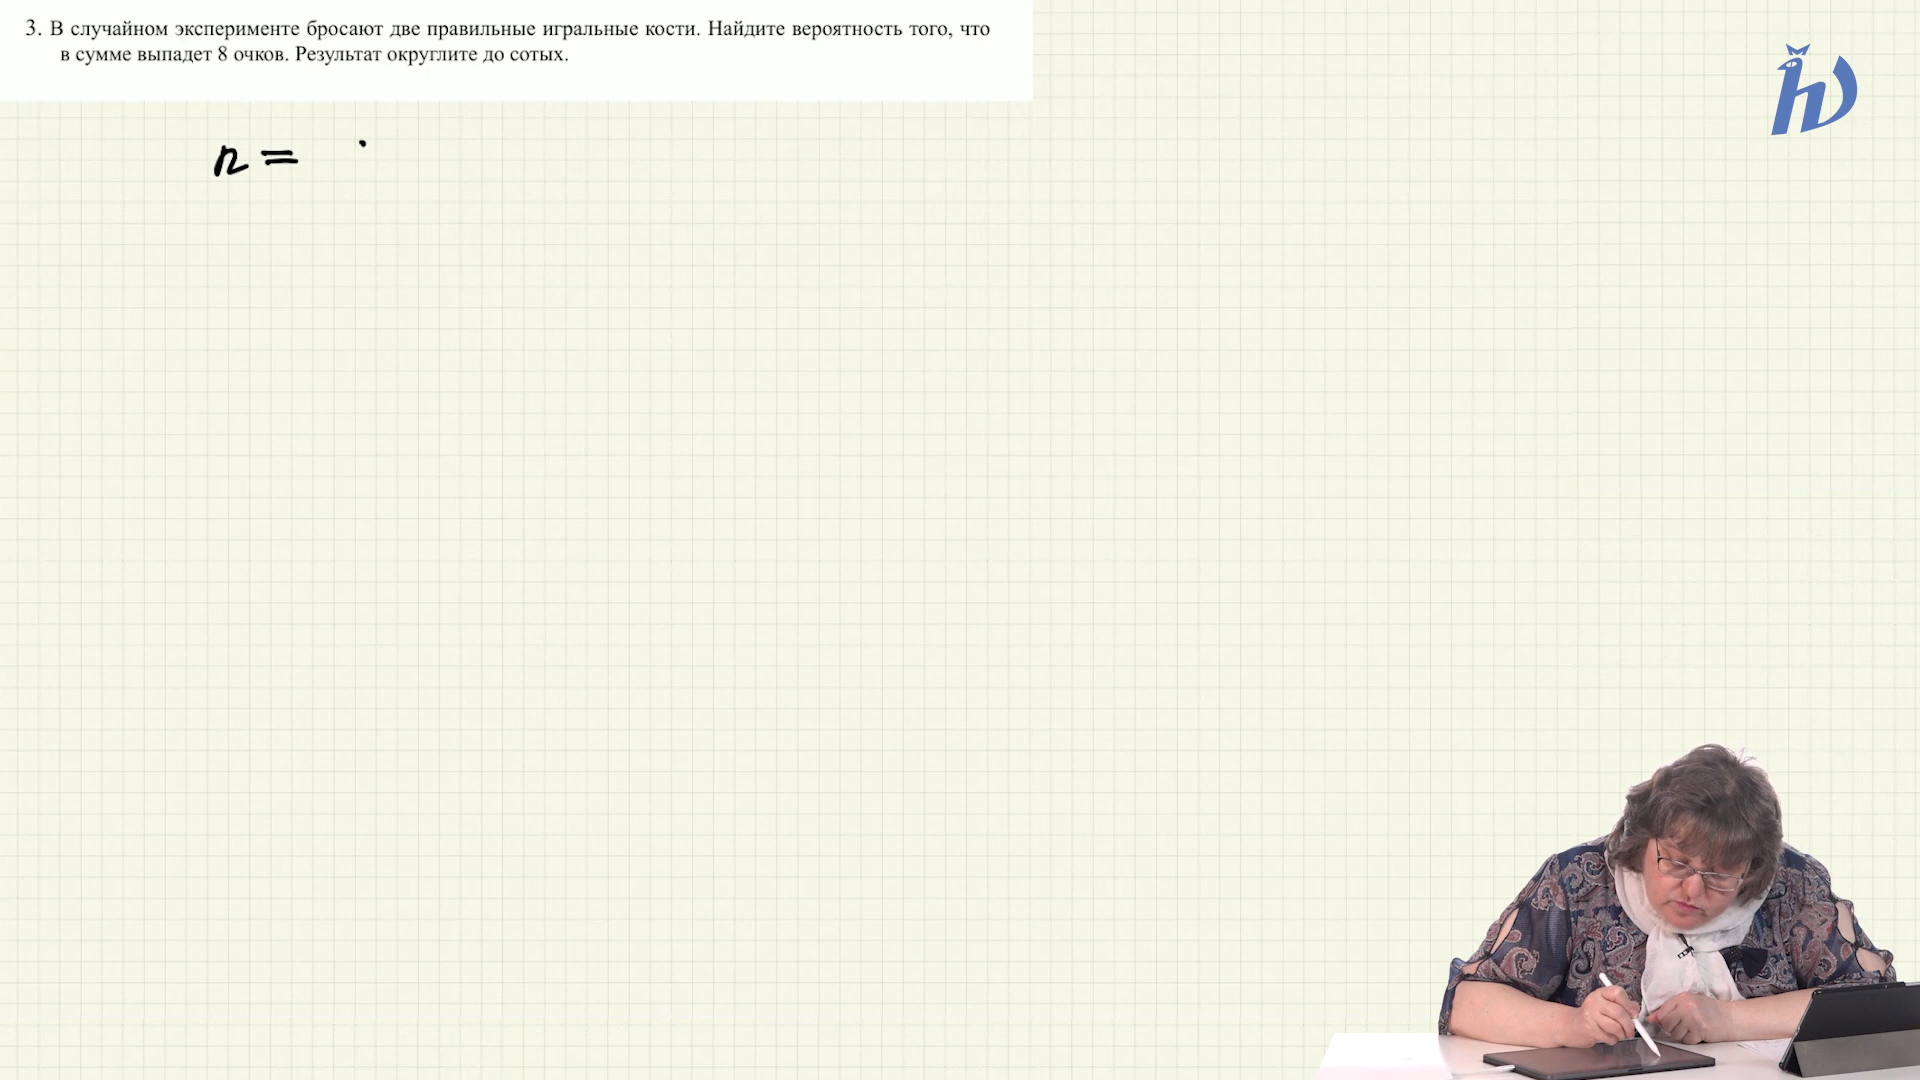 3. В случайном эксперименте бросают две правильные игральные кости. Найдите вероятность того, что
в сумме выпадет 8 очков. Результат округлите до сотых.
n =